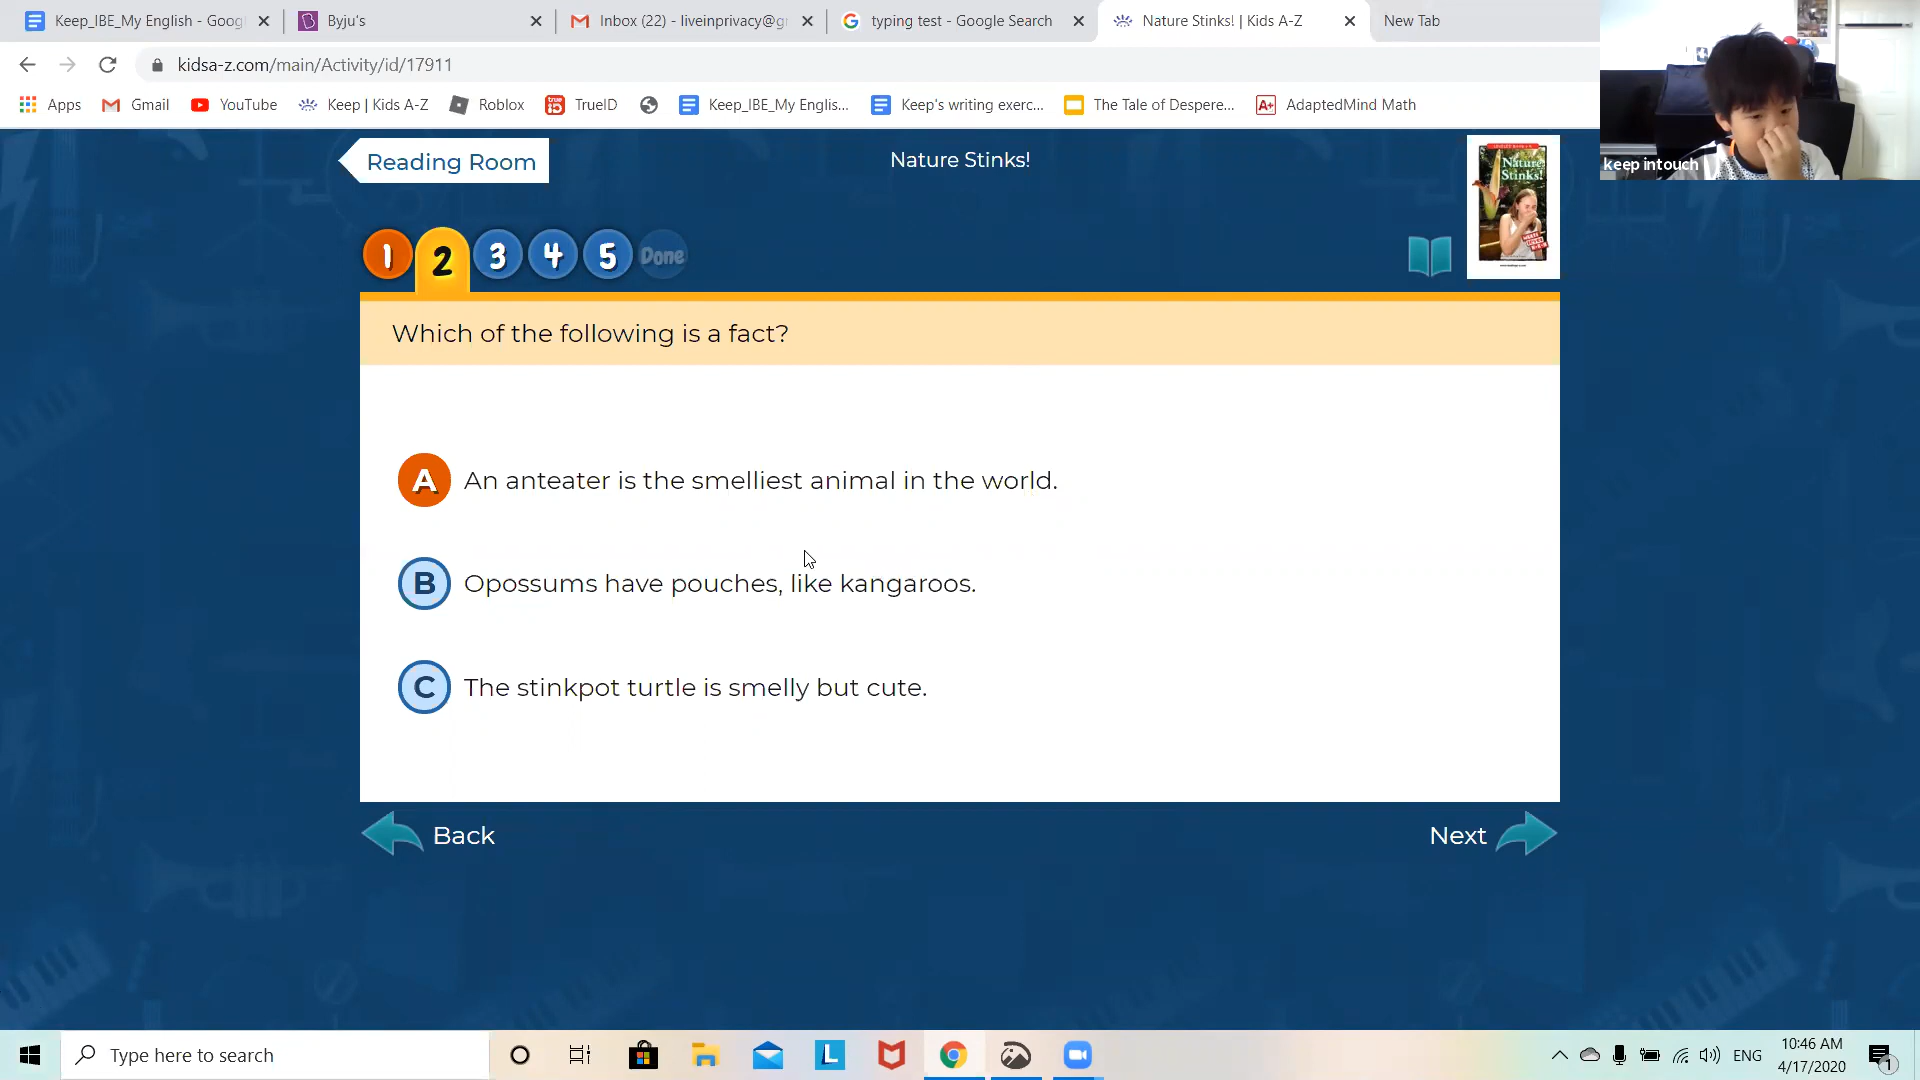 Keep_IBE_My English - Goog
Byju's
Inbox (22) - liveinprivacy@g
typing test - Google Search
Nature Stinks! | Kids A-Z
New Tab
kidsa-z.com/main/Activity/id/17911
Apps
Gmail
YouTube
Keep | Kids A-Z
Roblox
TrueID
Keep_IBE_My Englis...
Keep's writing exerc...
The Tale of Despere...
AdaptedMind Math
keep intouch
Reading Room
Nature Stinks!
Nature
Stinks!
1
2
3
4
5
Done
Which of the following is a fact?
A An anteater is the smelliest animal in the world.
B Opossums have pouches, like kangaroos.
C The stinkpot turtle is smelly but cute.
Back
Next
Type here to search
ENG
10:46 AM
4/17/2020
1